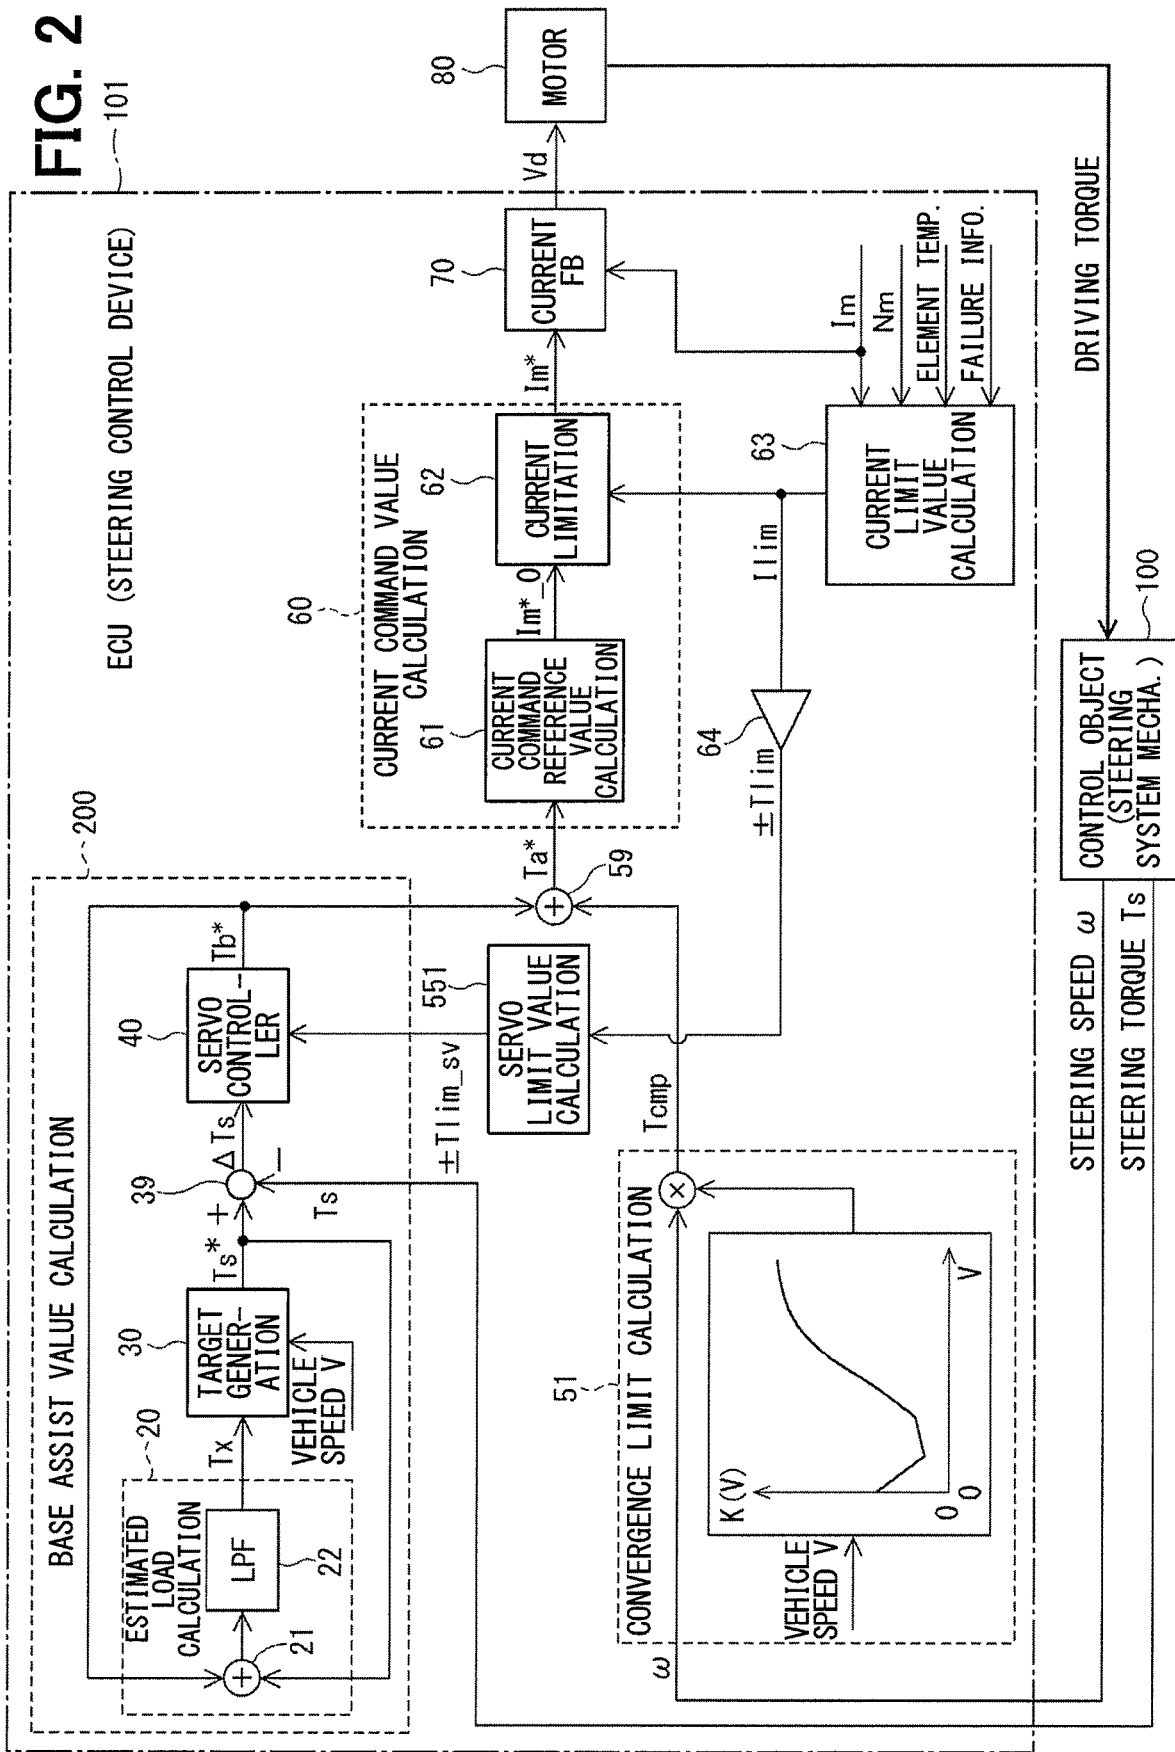 FIG. 2
101
ECU (STEERING CONTROL DEVICE)
200
BASE ASSIST VALUE CALCULATION
20
ESTIMATED
LOAD
CALCULATION
21
LPF
22
Tx
30
TARGET
GENER-
ATION
VEHICLE
SPEED V
Ts*
+
39
−
Ts
ΔTs
40
SERVO
CONTROL-
LER
Tb*
±Tlim_sv
551
SERVO
LIMIT VALUE
CALCULATION
+
59
Ta*
60
CURRENT COMMAND VALUE
CALCULATION
61
CURRENT
COMMAND
REFERENCE
VALUE
CALCULATION
Im*_0
62
CURRENT
LIMITATION
Im*
70
CURRENT
FB
Vd
80
MOTOR
51
CONVERGENCE LIMIT CALCULATION
VEHICLE
SPEED V
K(V)
0
0
V
×
ω
Tcmp
±Tlim
64
Ilim
63
CURRENT
LIMIT
VALUE
CALCULATION
Im
Nm
ELEMENT TEMP.
FAILURE INFO.
DRIVING TORQUE
100
CONTROL OBJECT
(STEERING
SYSTEM MECHA.)
STEERING SPEED ω
STEERING TORQUE Ts
+